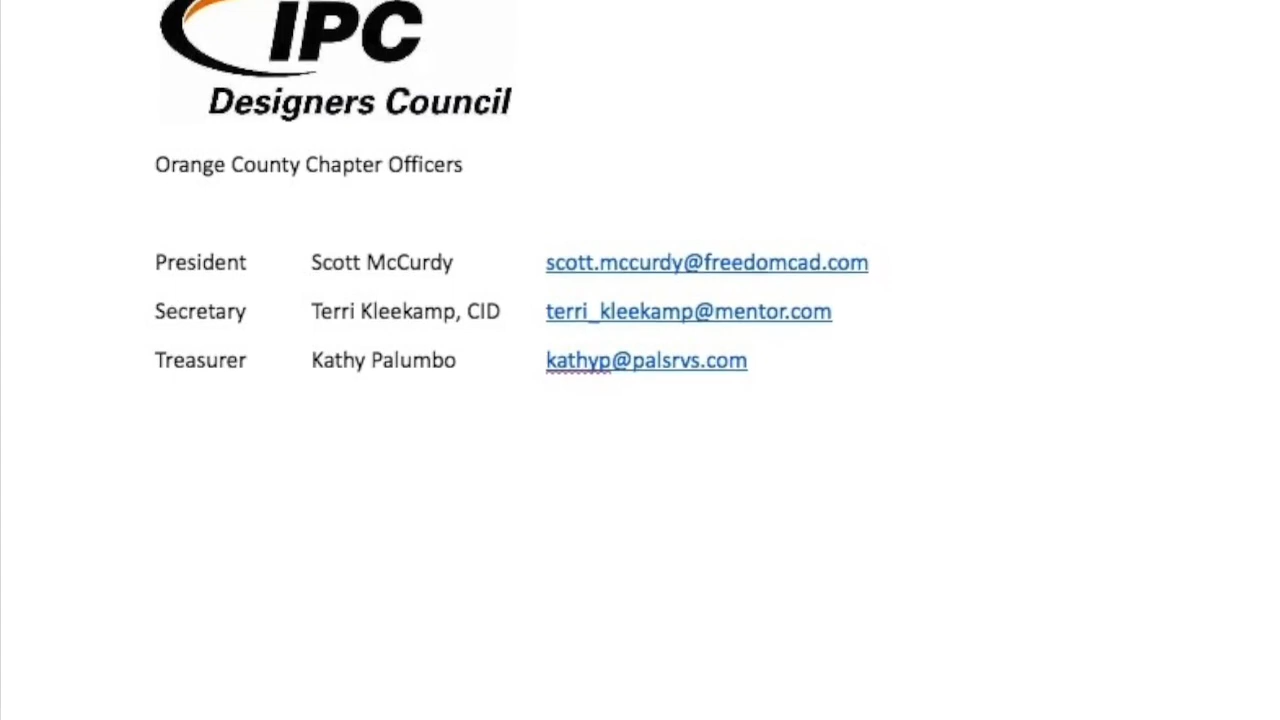 IPC
Designers Council
Orange County Chapter Officers
President Scott McCurdy scott.mccurdy@freedomcad.com
Secretary Terri Kleekamp, CID terri_kleekamp@mentor.com
Treasurer Kathy Palumbo kathyp@palsrvs.com